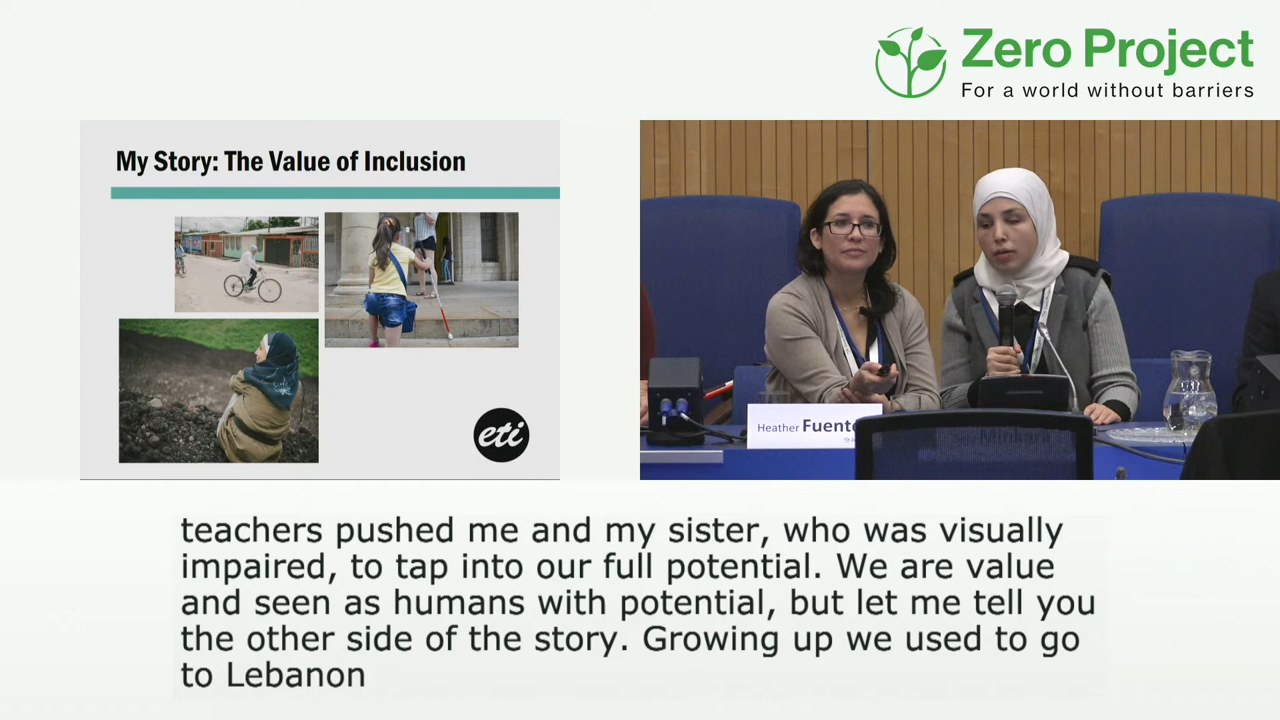 Zero Project
For a world without barriers
My Story: The Value of Inclusion
eti
Heather Fuente
teachers pushed me and my sister, who was visually
impaired, to tap into our full potential. We are value
and seen as humans with potential, but let me tell you
the other side of the story. Growing up we used to go
to Lebanon